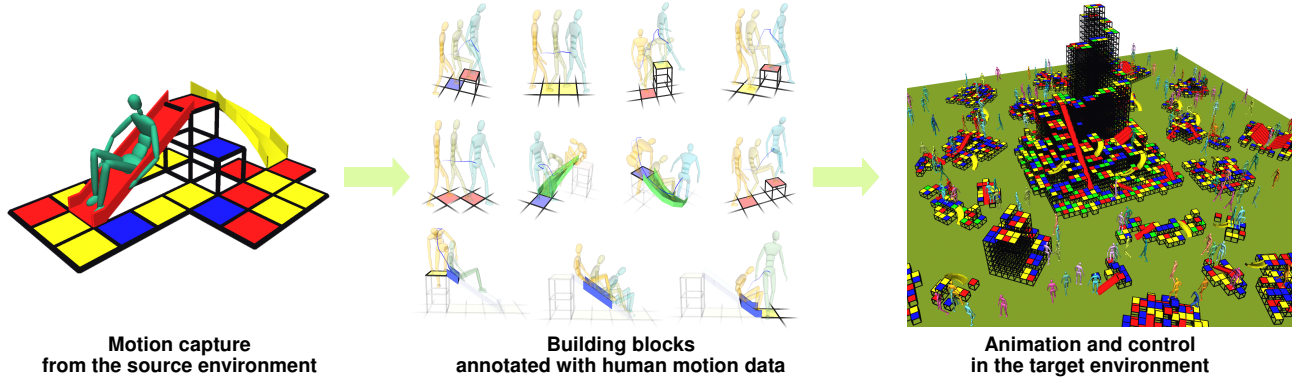 Motion capture
from the source environment
Building blocks
annotated with human motion data
Animation and control
in the target environment